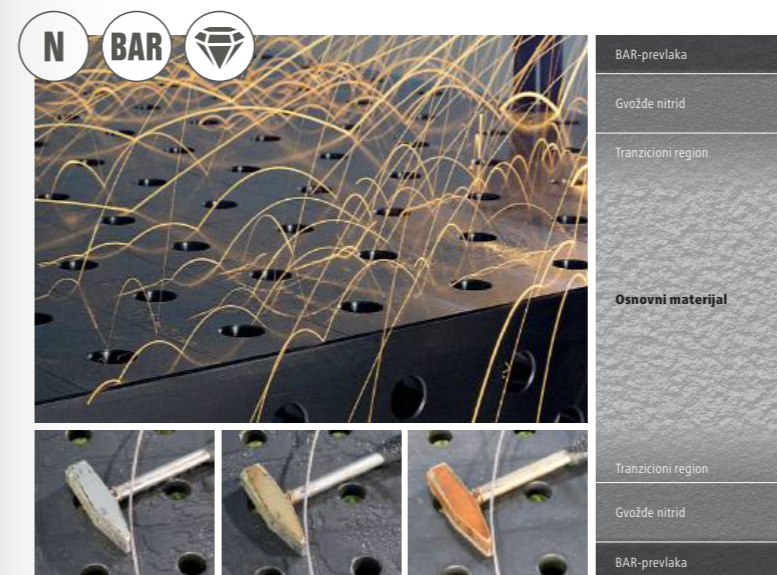 N
BAR
BAR-prevlaka
Gvožđe nitrid
Tranzicioni region
Osnovni materijal
Tranzicioni region
Gvožđe nitrid
BAR-prevlaka